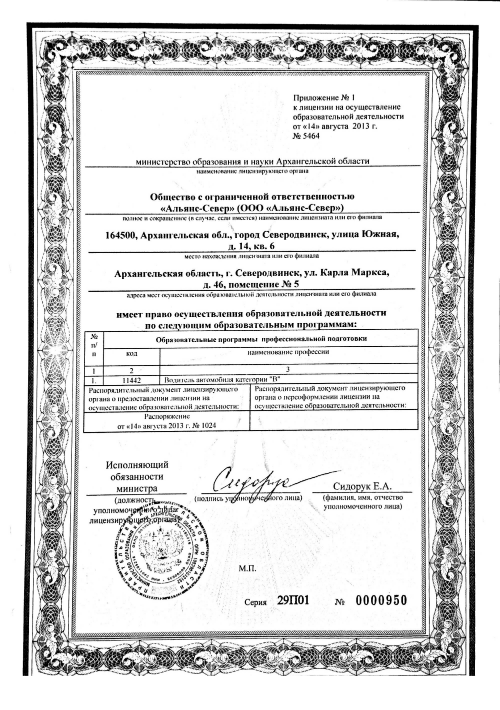 Приложение № 1
к лицензии на осуществление
образовательной деятельности
от «14» августа 2013 г.
№ 5464
министерство образования и науки Архангельской области
наименование лицензирующего органа
Общество с ограниченной ответственностью
«Альянс-Север» (ООО «Альянс-Север»)
полное и сокращенное (в случае, если имеется) наименование лицензиата или его филиала
164500, Архангельская обл., город Северодвинск, улица Южная,
д. 14, кв. 6
место нахождения лицензиата или его филиала
Архангельская область, г. Северодвинск, ул. Карла Маркса,
д. 46, помещение № 5
адреса мест осуществления образовательной деятельности лицензиата или его филиала
имеет право осуществления образовательной деятельности
по следующим образовательным программам:
№ п/п
Образовательные программы профессиональной подготовки
код
наименование профессии
1 2 3
1. 11442 Водитель автомобиля категории "В"
Распорядительный документ лицензирующего
органа о предоставлении лицензии на
осуществление образовательной деятельности:
Распорядительный документ лицензирующего
органа о переоформлении лицензии на
осуществление образовательной деятельности:
Распоряжение
от «14» августа 2013 г. № 1024
Исполняющий
обязанности
министра
(должность
уполномоченного лица
лицензирующего органа)
Сидорук
(подпись уполномоченного лица)
Сидорук Е.А.
(фамилия, имя, отчество
уполномоченного лица)
М.П.
Серия 29П01 № 0000950